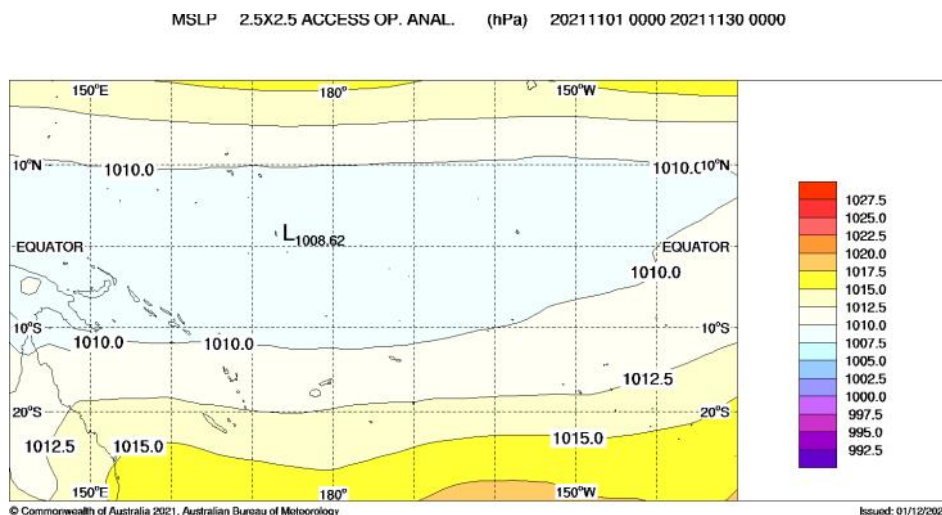 MSLP 2.5X2.5 ACCESS OP. ANAL. (hPa) 20211101 0000 20211130 0000
150°E 180° 150°W
10°N 1010.0 1010.0 10°N
L1008.62
EQUATOR EQUATOR
1010.0
10°S 1010.0 1010.0 10°S
1012.5
20°S 20°S
1012.5 1015.0 1015.0
150°E 180° 150°W
1027.5
1025.0
1022.5
1020.0
1017.5
1015.0
1012.5
1010.0
1007.5
1005.0
1002.5
1000.0
997.5
995.0
992.5
© Commonwealth of Australia 2021, Australian Bureau of Meteorology
Issued: 01/12/202